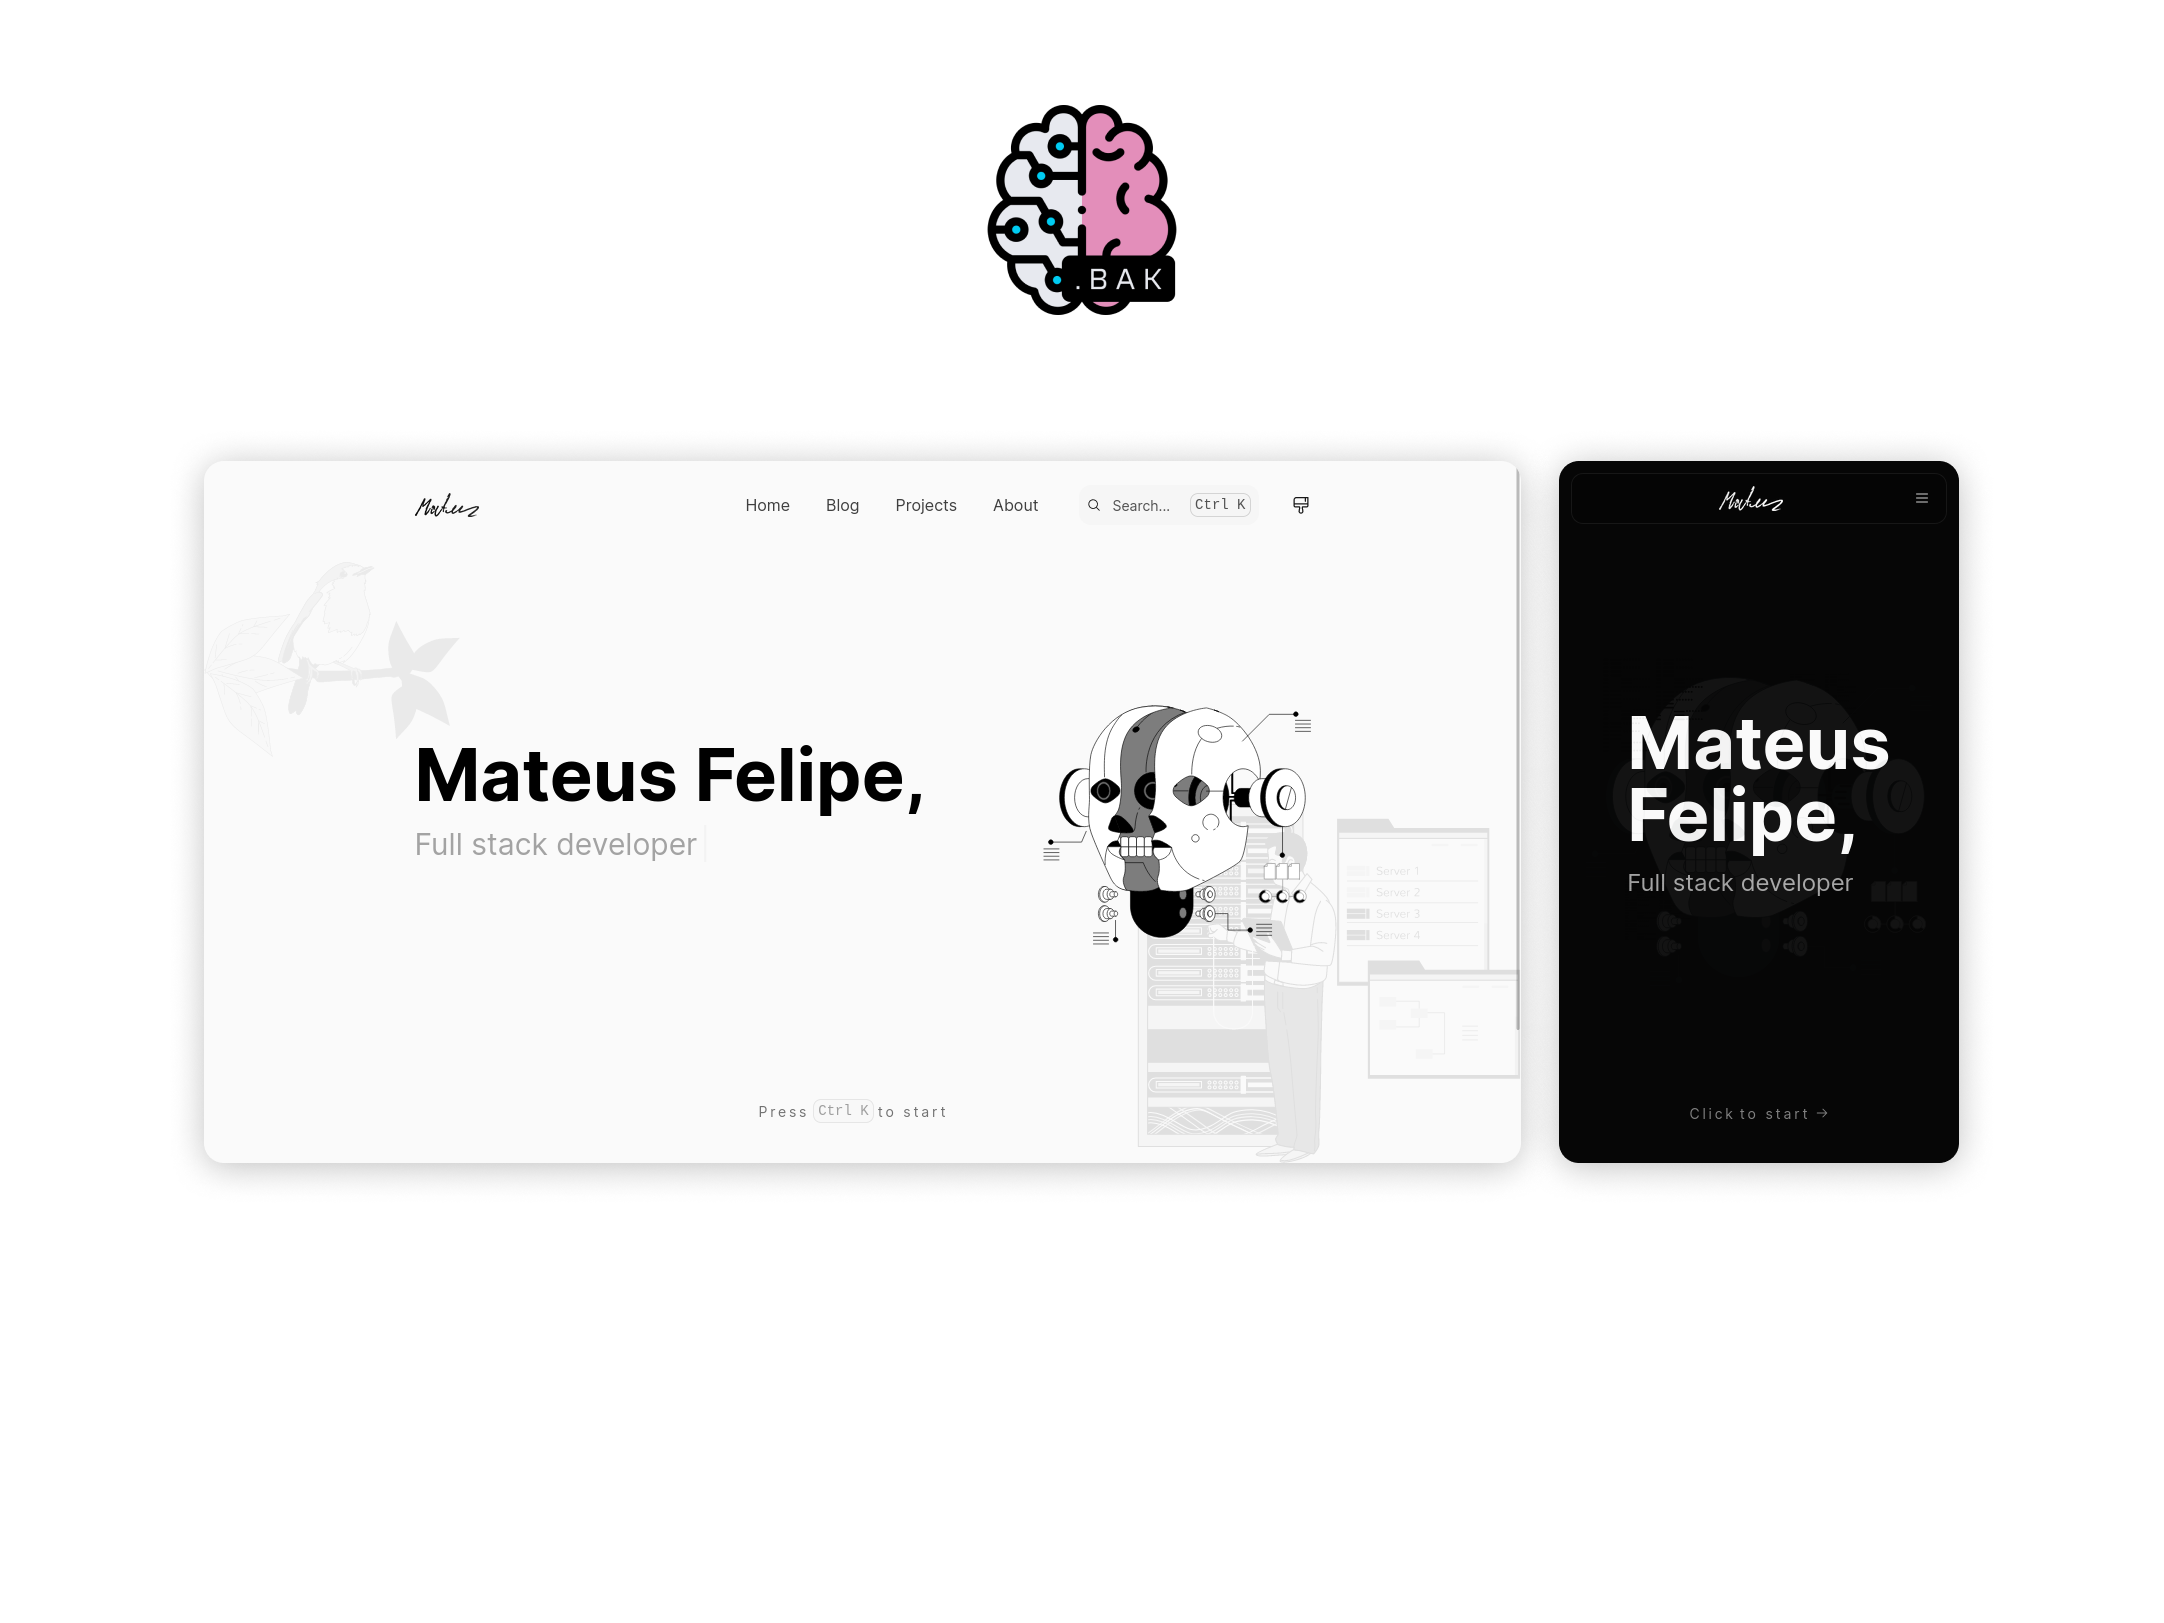 .BAK
Mateus
Home Blog Projects About Search... Ctrl K
Mateus Felipe,
Full stack developer
Server 1
Server 2
Server 3
Server 4
Press Ctrl K to start
Mateus
Mateus
Felipe,
Full stack developer
Click to start →